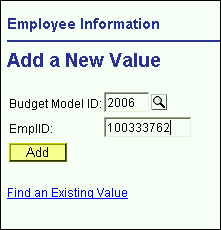 Employee Information
Add a New Value
Budget Model ID: 2006
EmplID: 100333762
Add
Find an Existing Value